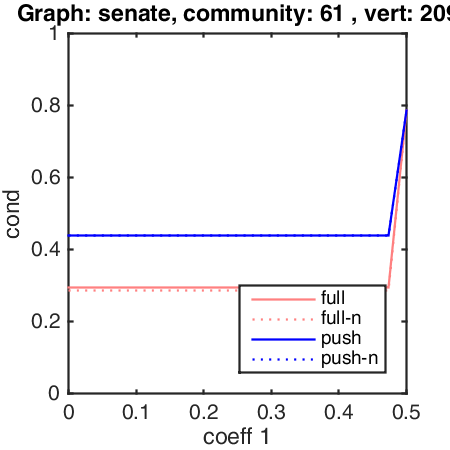 Graph: senate, community: 61 , vert: 209
1
0.8
0.6
0.4
0.2
0
cond
full
full-n
push
push-n
0 0.1 0.2 0.3 0.4 0.5
coeff 1